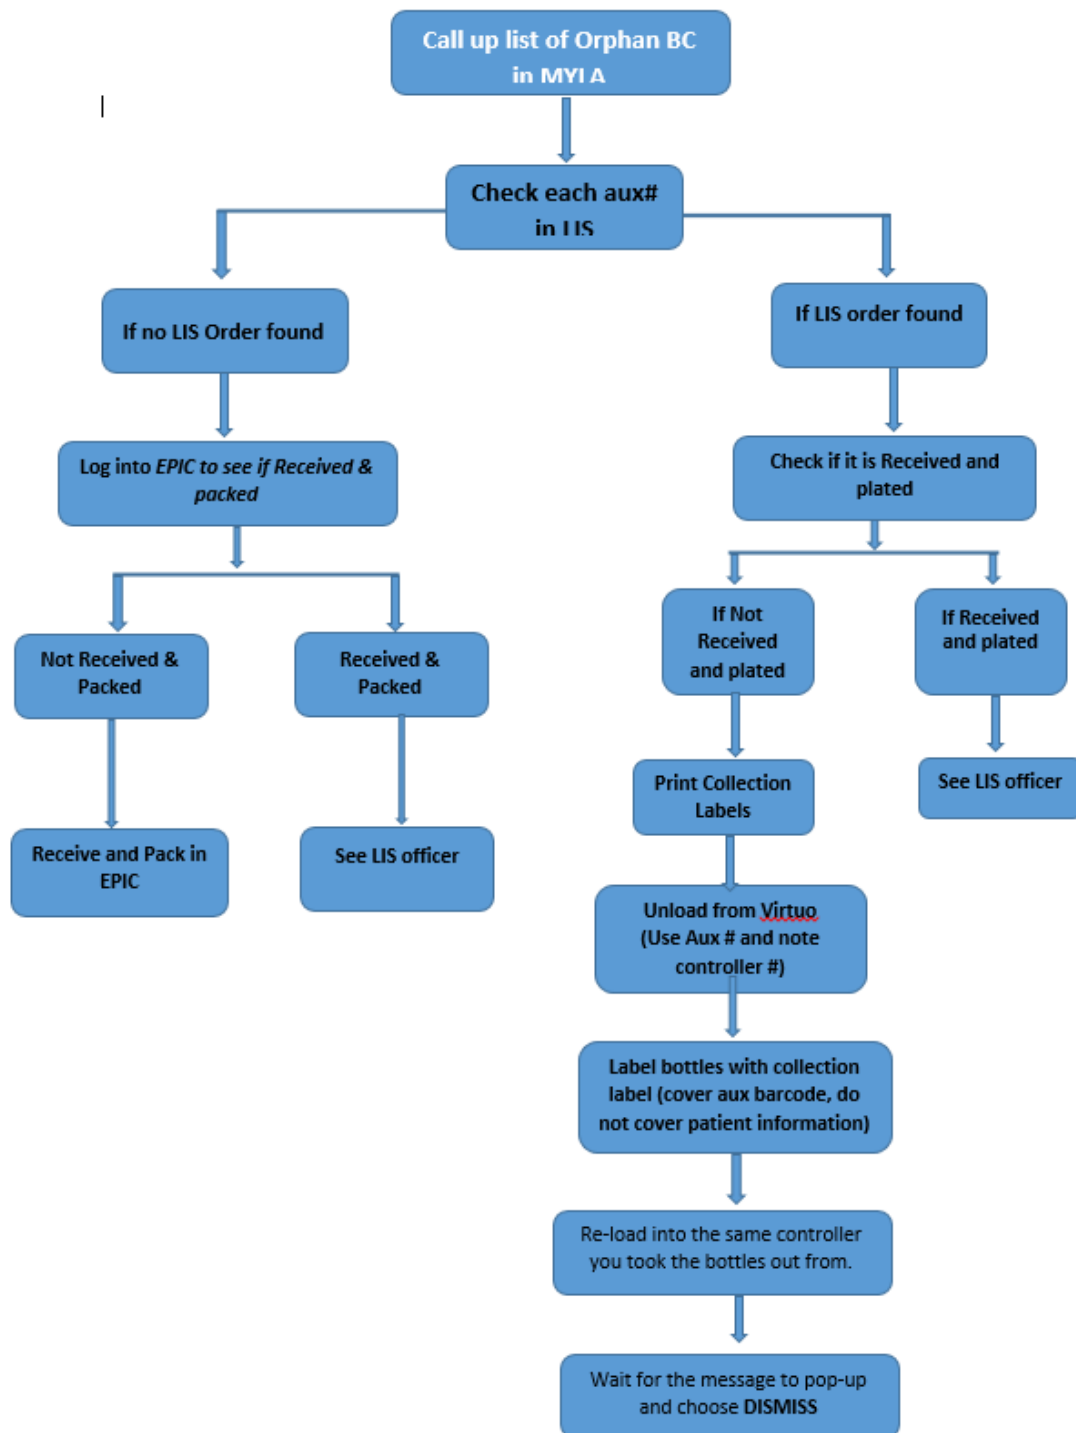 Call up list of Orphan BC
in MYLA
Check each aux#
in LIS
If no LIS Order found
If LIS order found
Log into EPIC to see if Received &
packed
Check if it is Received and
plated
Not Received &
Packed
Received &
Packed
If Not
Received
and plated
If Received
and plated
Receive and Pack in
EPIC
See LIS officer
Print Collection
Labels
See LIS officer
Unload from Virtuo
(Use Aux # and note
controller #)
Label bottles with collection
label (cover aux barcode, do
not cover patient information)
Re-load into the same controller
you took the bottles out from.
Wait for the message to pop-up
and choose DISMISS